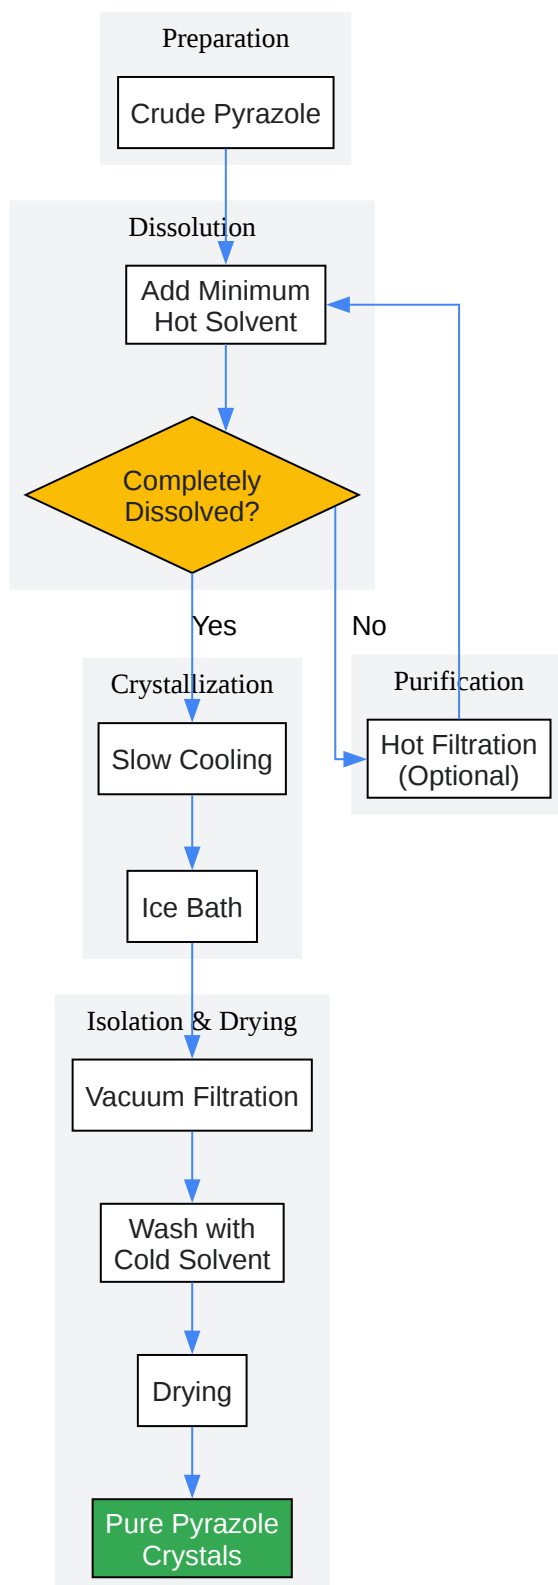 Preparation
Crude Pyrazole
Dissolution
Add Minimum
Hot Solvent
Completely
Dissolved?
Yes
No
Crystallization
Purification
Slow Cooling
Hot Filtration
(Optional)
Ice Bath
Isolation & Drying
Vacuum Filtration
Wash with
Cold Solvent
Drying
Pure Pyrazole
Crystals